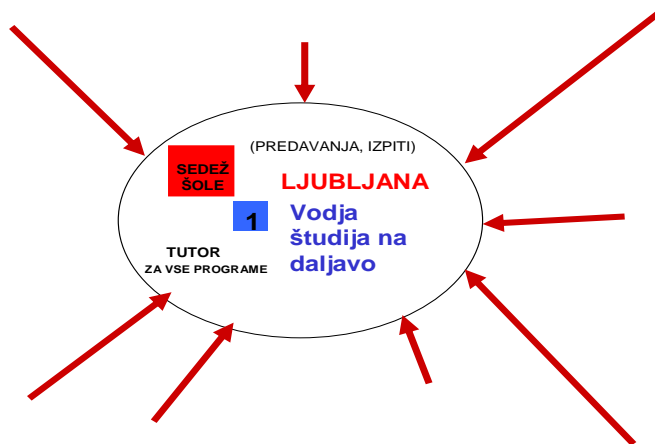 (PREDAVANJA, IZPITI)
SEDEŽ
ŠOLE
LJUBLJANA
1
Vodja
študija na
daljavo
TUTOR
ZA VSE PROGRAME